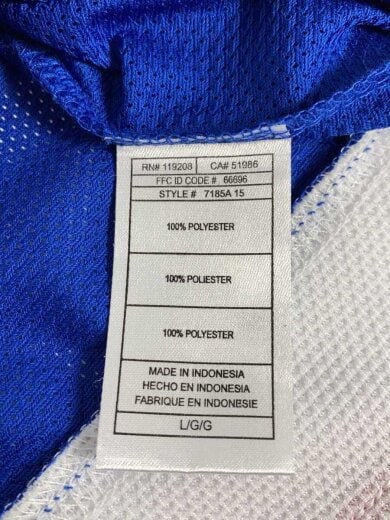 RN# 119208 CA# 51986
FFC ID CODE # 66696
STYLE # 7185A 15
100% POLYESTER
100% POLIESTER
100% POLYESTER
MADE IN INDONESIA
HECHO EN INDONESIA
FABRIQUE EN INDONESIE
L/G/G